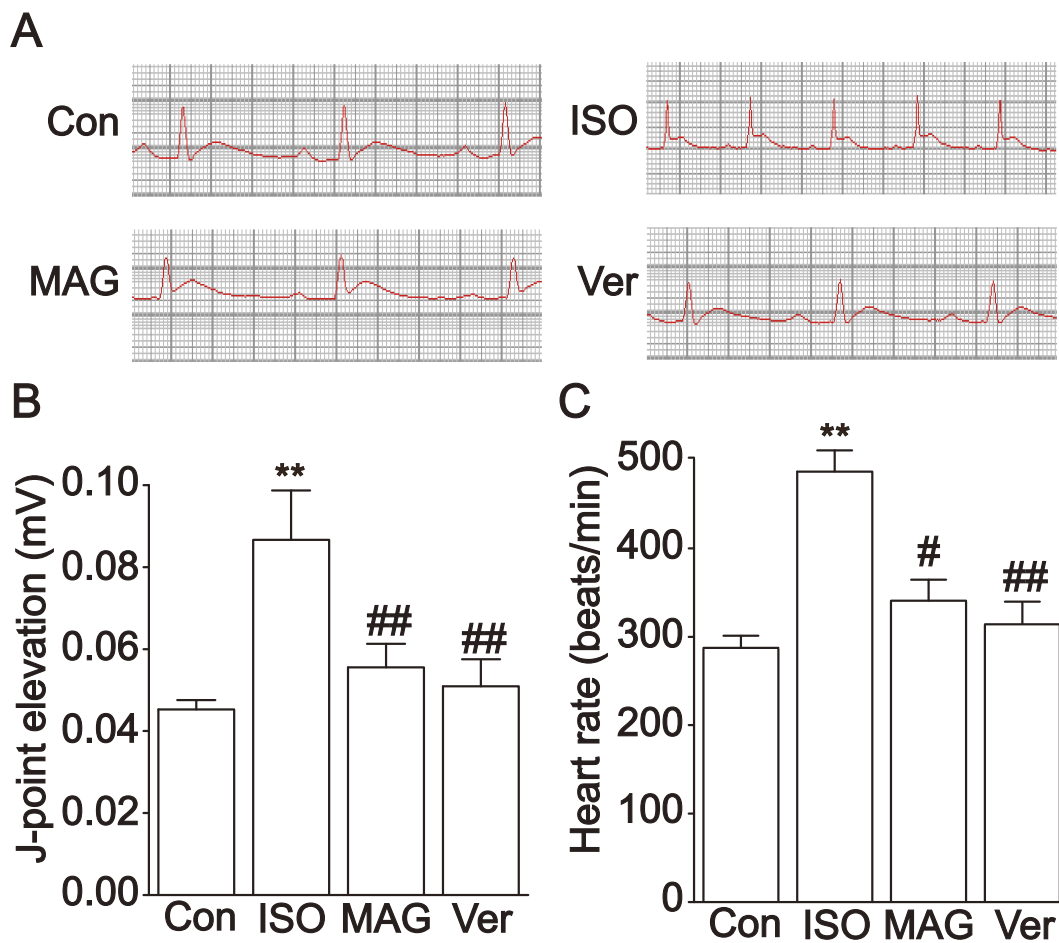 A
Con
ISO
MAG
Ver
B
J-point elevation (mV)
0.10
0.08
0.06
0.04
0.02
0.00
**
##
##
Con ISO MAG Ver
C
Heart rate (beats/min)
500
400
300
200
100
0
**
#
##
Con ISO MAG Ver